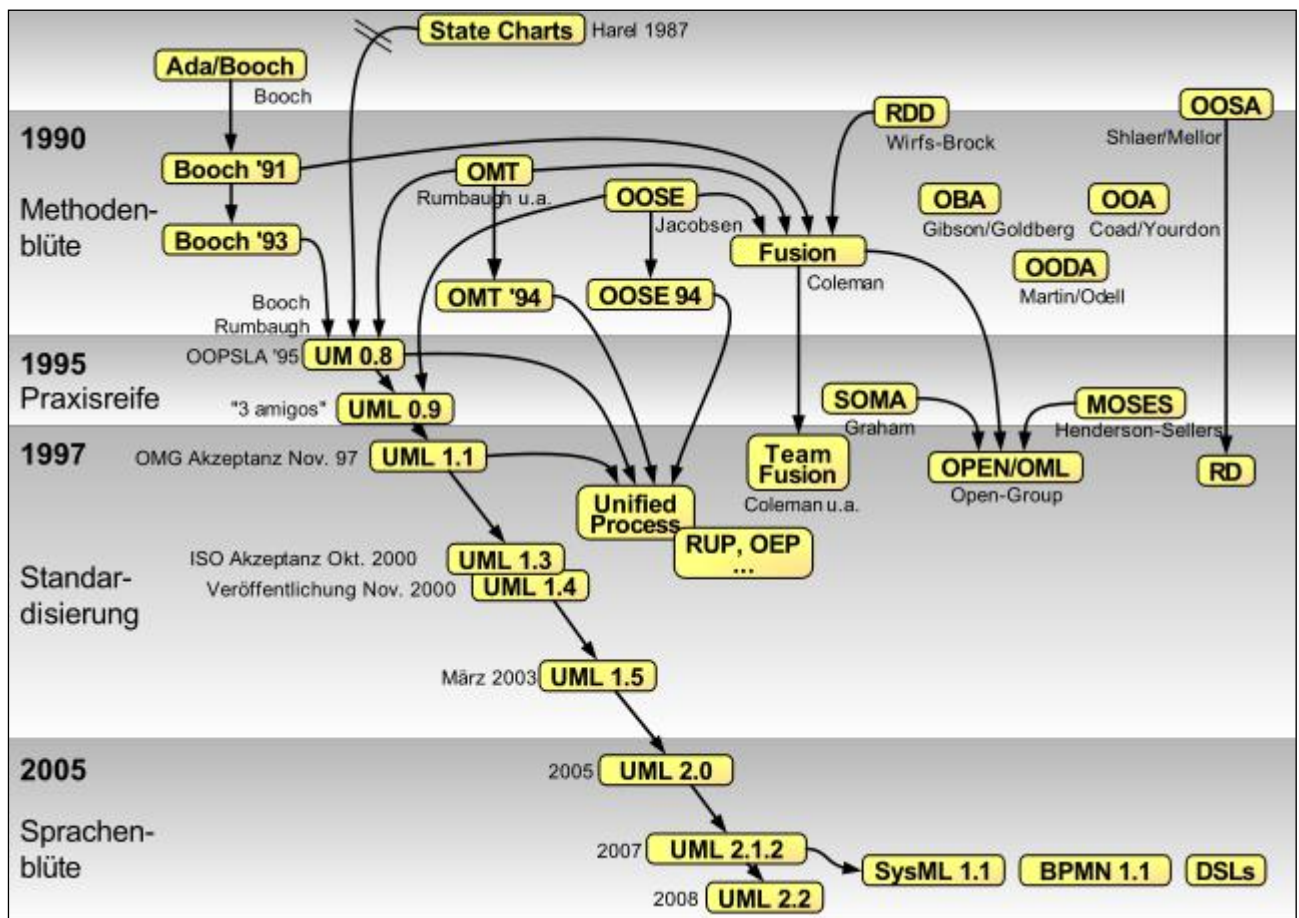 State Charts Harel 1987
Ada/Booch
Booch
OOSA
Shlaer/Mellor
RDD
Wirfs-Brock
1990
Methoden-
blüte
Booch '91
OMT
Rumbaugh u.a.
OOSE
Jacobsen
OBA
Gibson/Goldberg
OOA
Coad/Yourdon
Booch '93
Fusion
Coleman
OODA
Martin/Odell
OMT '94
OOSE 94
Booch
Rumbaugh
OOPSLA '95
UM 0.8
1995
Praxisreife
"3 amigos"
UML 0.9
SOMA
Graham
MOSES
Henderson-Sellers
1997
OMG Akzeptanz Nov. 97
UML 1.1
Team
Fusion
Coleman u.a.
OPEN/OML
Open-Group
RD
Unified
Process
RUP, OEP
...
Standar-
disierung
ISO Akzeptanz Okt. 2000
UML 1.3
Veröffentlichung Nov. 2000
UML 1.4
März 2003
UML 1.5
2005
Sprachen-
blüte
2005
UML 2.0
2007
UML 2.1.2
SysML 1.1
BPMN 1.1
DSLs
2008
UML 2.2